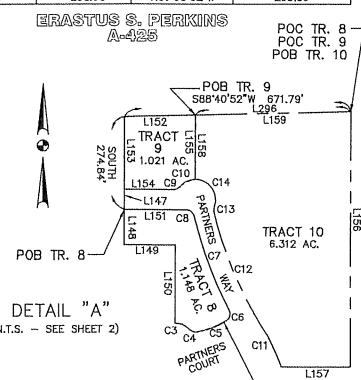 ERASTUS S. PERKINS
A-425
POC TR. 8
POC TR. 9
POB TR. 10
POB TR. 9
S88°40'52"W 671.79'
L296
L159
L152
TRACT
9
1.021 AC.
L153
L155
L158
SOUTH
274.84'
C10
L154
C9
C14
L147
L151
C8
C13
PARTNERS
WAY
L156
TRACT 10
6.312 AC.
L148
POB TR. 8
L149
C7
C12
L150
TRACT 8
1.148 AC.
DETAIL "A"
N.T.S. - SEE SHEET 2)
C3
C4
C5
C6
C11
PARTNERS
COURT
L157